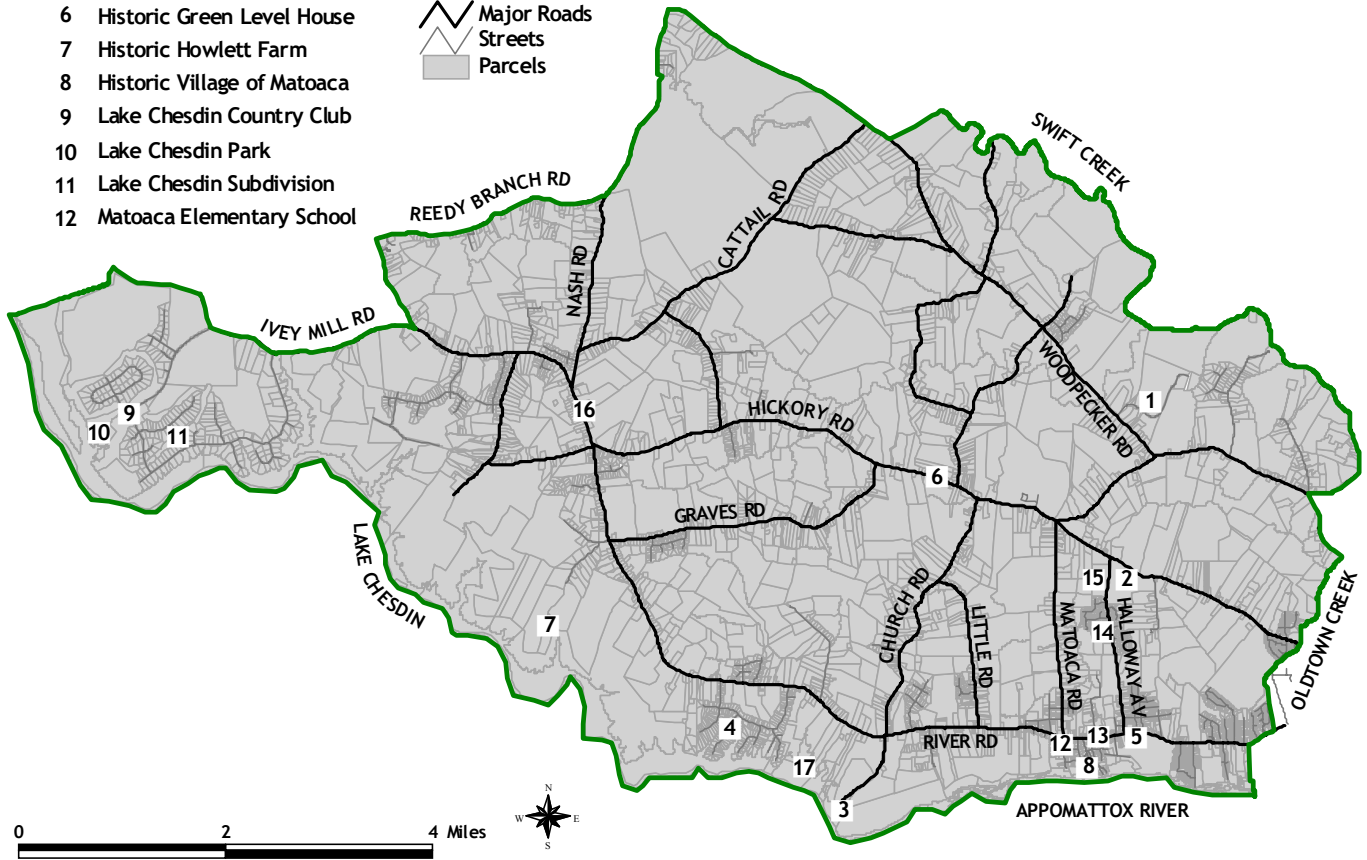 6 Historic Green Level House
7 Historic Howlett Farm
8 Historic Village of Matoaca
9 Lake Chesdin Country Club
10 Lake Chesdin Park
11 Lake Chesdin Subdivision
12 Matoaca Elementary School
Major Roads
Streets
Parcels
SWIFT CREEK
REEDY BRANCH RD
CATTAIL RD
NASH RD
IVEY MILL RD
WOODPECKER RD
1
9
10
11
16
HICKORY RD
6
GRAVES RD
LAKE CHESDIN
7
CHURCH RD
LITTLE RD
MATOACA RD
HALLOWAY AV
15
2
14
OLDTOWN CREEK
4
RIVER RD
12
13
5
8
17
3
APPOMATTOX RIVER
N
W
E
S
0 2 4 Miles